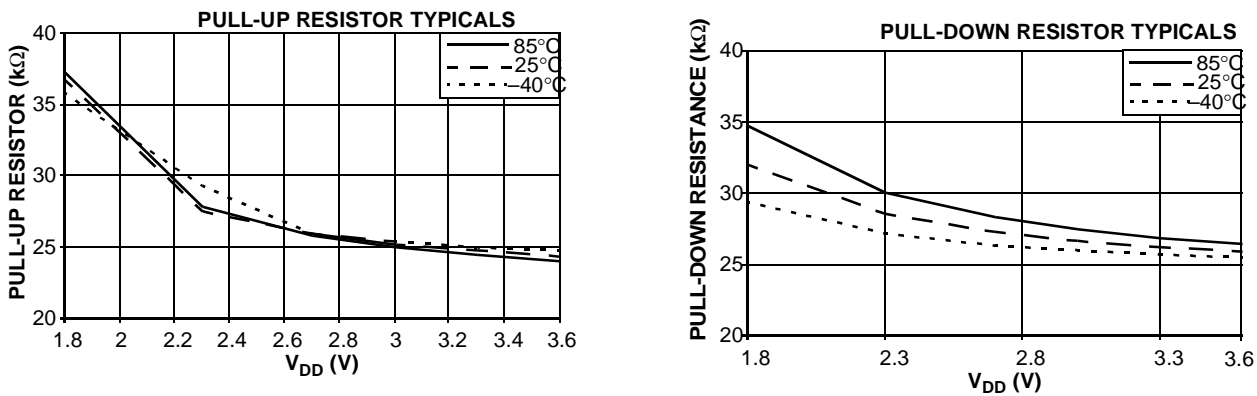 PULL-UP RESISTOR TYPICALS
PULL-UP RESISTOR (kΩ)
40
35
30
25
20
85°C
25°C
–40°C
1.8 2 2.2 2.4 2.6 2.8 3 3.2 3.4 3.6
VDD (V)
PULL-DOWN RESISTOR TYPICALS
PULL-DOWN RESISTANCE (kΩ)
40
35
30
25
20
85°C
25°C
–40°C
1.8 2.3 2.8 3.3 3.6
VDD (V)